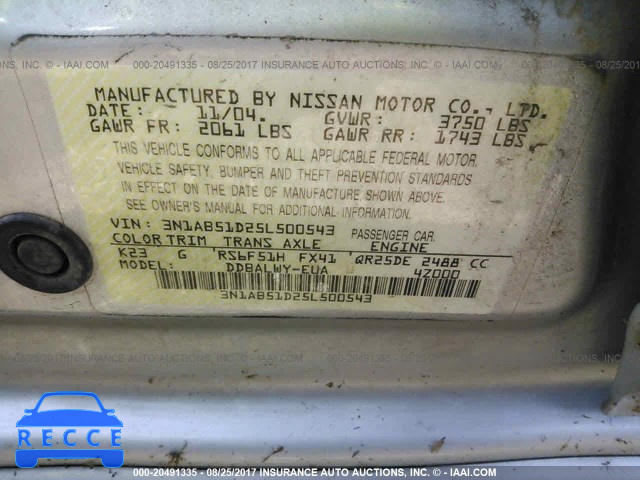 000-20491335 - 08/25/2017 INSURANCE AUTO AUCTIONS, INC. - © IAAI.COM
MANUFACTURED BY NISSAN MOTOR CO., LTD.
DATE: 11/04. GVWR: 3750 LBS
GAWR FR: 2061 LBS GAWR RR: 1743 LBS
THIS VEHICLE CONFORMS TO ALL APPLICABLE FEDERAL MOTOR
VEHICLE SAFETY, BUMPER AND THEFT PREVENTION STANDARDS
IN EFFECT ON THE DATE OF MANUFACTURE SHOWN ABOVE.
SEE OWNER'S MANUAL FOR ADDITIONAL INFORMATION.
VIN: 3N1AB51D25L500543 PASSENGER CAR.
COLOR TRIM TRANS AXLE ENGINE
K23 G RS6F51H FX41 QR25DE 2488 CC
MODEL: DDBALWY-EUA 4Z000
3N1AB51D25L500543
RECCE
000-20491335 - 08/25/2017 INSURANCE AUTO AUCTIONS, INC. - © IAAI.COM